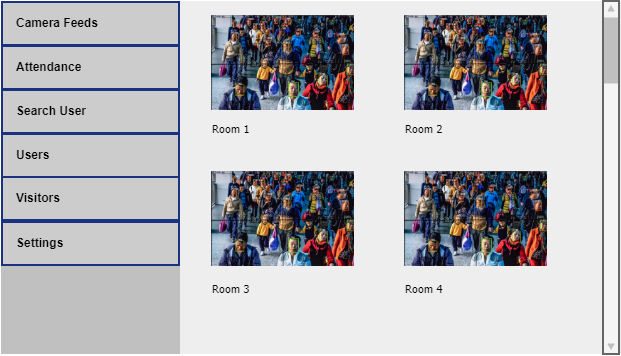 Camera Feeds
Attendance
Search User
Users
Visitors
Settings
Room 1
Room 2
Room 3
Room 4